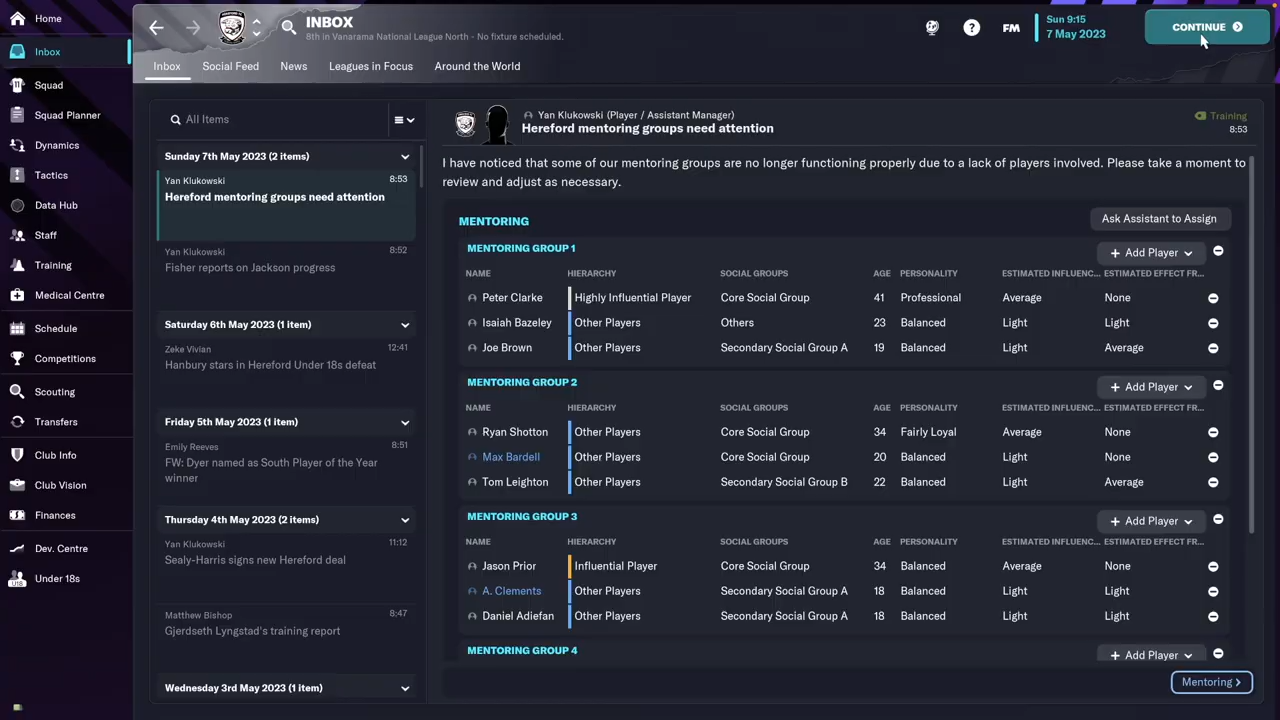 Home
INBOX
8th in Vanarama National League North - No fixture scheduled.
FM
Sun 9:15
7 May 2023
CONTINUE
Inbox
Squad
Squad Planner
Dynamics
Tactics
Data Hub
Staff
Training
Medical Centre
Schedule
Competitions
Scouting
Transfers
Club Info
Club Vision
Finances
Dev. Centre
Under 18s
Inbox
Social Feed
News
Leagues in Focus
Around the World
All Items
Sunday 7th May 2023 (2 items)
Yan Klukowski 8:53
Hereford mentoring groups need attention
Yan Klukowski 8:52
Fisher reports on Jackson progress
Saturday 6th May 2023 (1 item)
Zeke Vivian 12:41
Hanbury stars in Hereford Under 18s defeat
Friday 5th May 2023 (1 item)
Emily Reeves 8:51
FW: Dyer named as South Player of the Year
winner
Thursday 4th May 2023 (2 items)
Yan Klukowski 11:12
Sealy-Harris signs new Hereford deal
Matthew Bishop 8:47
Gjerdseth Lyngstad's training report
Wednesday 3rd May 2023 (1 item)
Yan Klukowski (Player / Assistant Manager)
Hereford mentoring groups need attention
Training
8:53
I have noticed that some of our mentoring groups are no longer functioning properly due to a lack of players involved. Please take a moment to
review and adjust as necessary.
MENTORING
Ask Assistant to Assign
MENTORING GROUP 1
+ Add Player
NAME HIERARCHY SOCIAL GROUPS AGE PERSONALITY ESTIMATED INFLUENC... ESTIMATED EFFECT FR...
Peter Clarke Highly Influential Player Core Social Group 41 Professional Average None
Isaiah Bazeley Other Players Others 23 Balanced Light Light
Joe Brown Other Players Secondary Social Group A 19 Balanced Light Average
MENTORING GROUP 2
+ Add Player
NAME HIERARCHY SOCIAL GROUPS AGE PERSONALITY ESTIMATED INFLUENC... ESTIMATED EFFECT FR...
Ryan Shotton Other Players Core Social Group 34 Fairly Loyal Average None
Max Bardell Other Players Core Social Group 20 Balanced Light None
Tom Leighton Other Players Secondary Social Group B 22 Balanced Light Average
MENTORING GROUP 3
+ Add Player
NAME HIERARCHY SOCIAL GROUPS AGE PERSONALITY ESTIMATED INFLUENC... ESTIMATED EFFECT FR...
Jason Prior Influential Player Core Social Group 34 Balanced Average None
A. Clements Other Players Secondary Social Group A 18 Balanced Light Light
Daniel Adiefan Other Players Secondary Social Group A 18 Balanced Light Light
MENTORING GROUP 4
+ Add Player
Mentoring >